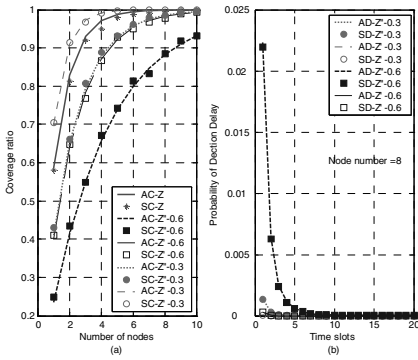 Coverage ratio
1
0.9
0.8
0.7
0.6
0.5
0.4
0.3
0.2
0 2 4 6 8 10
Number of nodes
(a)
AC-Z
SC-Z
AC-Z"-0.6
SC-Z"-0.6
AC-Z'-0.6
SC-Z'-0.6
AC-Z"-0.3
SC-Z"-0.3
AC-Z'-0.3
SC-Z'-0.3
Probability of Dection Delay
0.025
0.02
0.015
0.01
0.005
0
0 5 10 15 20
Time slots
(b)
AD-Z"-0.3
SD-Z"-0.3
AD-Z'-0.3
SD-Z'-0.3
AD-Z"-0.6
SD-Z"-0.6
AD-Z'-0.6
SD-Z'-0.6
Node number =8